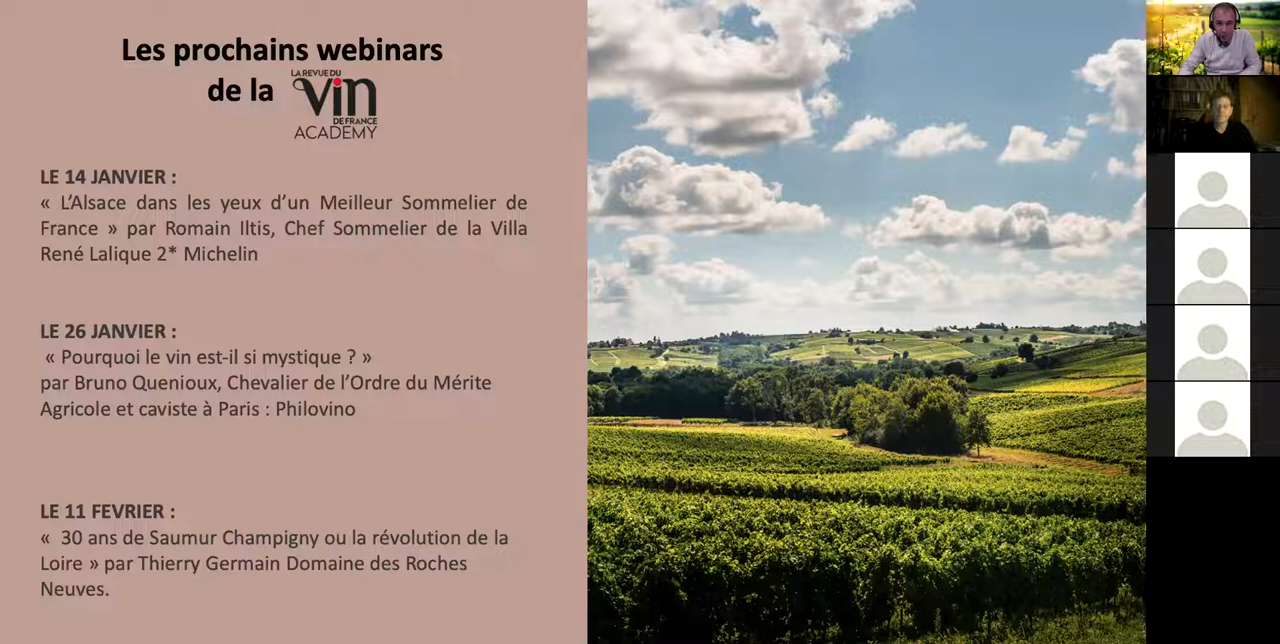 Les prochains webinars
de la
LA REVUE DU
vin
DE FRANCE
ACADEMY
LE 14 JANVIER :
« L’Alsace dans les yeux d’un Meilleur Sommelier de
France » par Romain Iltis, Chef Sommelier de la Villa
René Lalique 2* Michelin
LE 26 JANVIER :
« Pourquoi le vin est-il si mystique ? »
par Bruno Quenioux, Chevalier de l’Ordre du Mérite
Agricole et caviste à Paris : Philovino
LE 11 FEVRIER :
« 30 ans de Saumur Champigny ou la révolution de la
Loire » par Thierry Germain Domaine des Roches
Neuves.